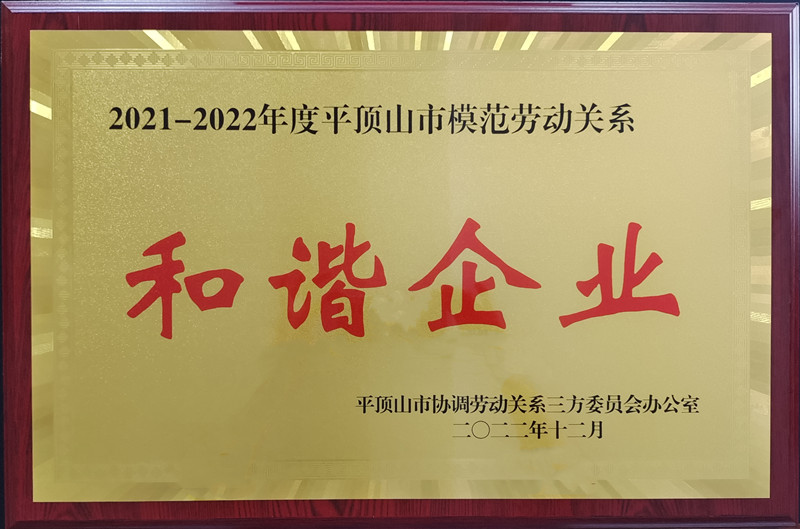 2021-2022年度平顶山市模范劳动关系
和谐企业
平顶山市协调劳动关系三方委员会办公室
二〇二二年十二月